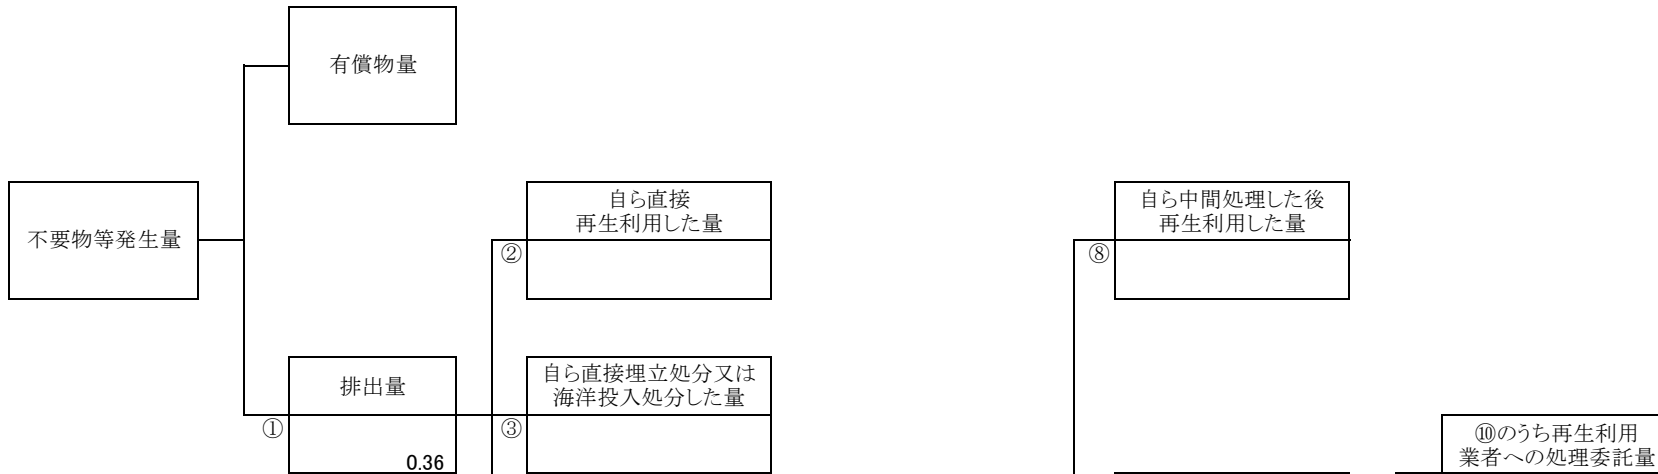 有償物量
不要物等発生量
自ら直接
再生利用した量
②
自ら中間処理した後
再生利用した量
⑧
排出量
①
0.36
自ら直接埋立処分又は
海洋投入処分した量
③
⑩のうち再生利用
業者への処理委託量